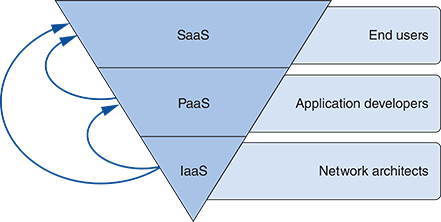 SaaS
End users
PaaS
Application developers
IaaS
Network architects